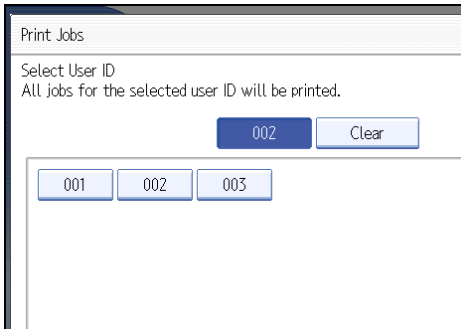 Print Jobs
Select User ID
All jobs for the selected user ID will be printed.
002 Clear
001 002 003